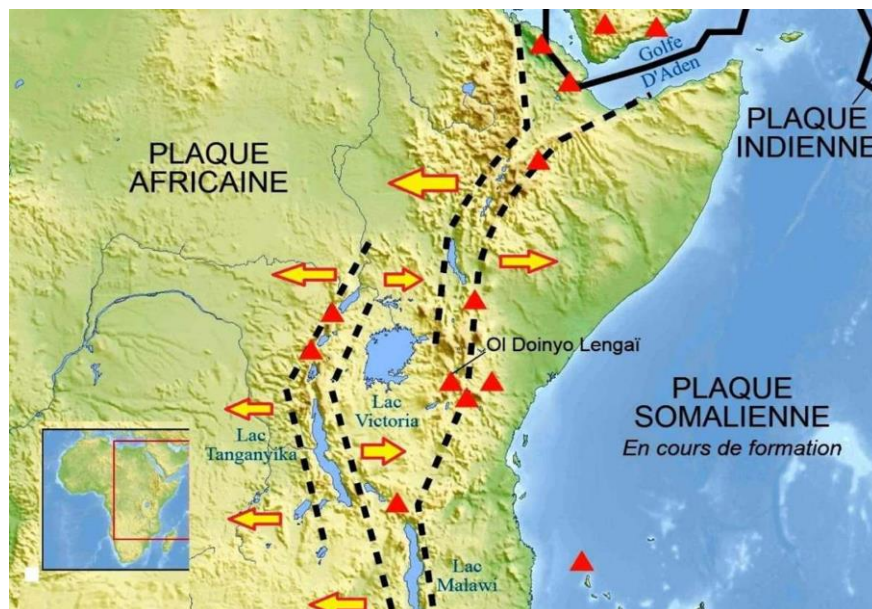 Golfe
D'Aden
PLAQUE
INDIENNE
PLAQUE
AFRICAINE
Ol Doinyo Lengaï
Lac
Victoria
Lac
Tanganyika
PLAQUE
SOMALIENNE
En cours de formation
Lac
Malawi